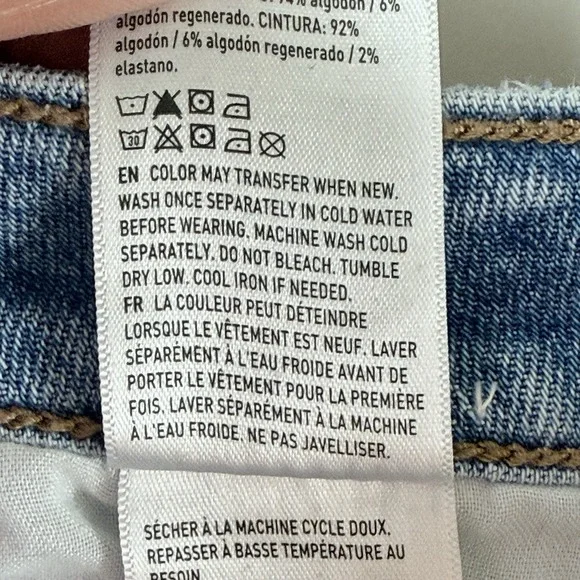 algodón / 6%
algodón regenerado. CINTURA: 92%
algodón / 6% algodón regenerado / 2%
elastano.
30
EN COLOR MAY TRANSFER WHEN NEW.
WASH ONCE SEPARATELY IN COLD WATER
BEFORE WEARING. MACHINE WASH COLD
SEPARATELY. DO NOT BLEACH. TUMBLE
DRY LOW. COOL IRON IF NEEDED.
FR LA COULEUR PEUT DÉTEINDRE
LORSQUE LE VÊTEMENT EST NEUF. LAVER
SÉPARÉMENT À L'EAU FROIDE AVANT DE
PORTER LE VÊTEMENT POUR LA PREMIÈRE
FOIS. LAVER SÉPARÉMENT À LA MACHINE
À L'EAU FROIDE. NE PAS JAVELLISER.
SÉCHER À LA MACHINE CYCLE DOUX.
REPASSER À BASSE TEMPÉRATURE AU
BESOIN.